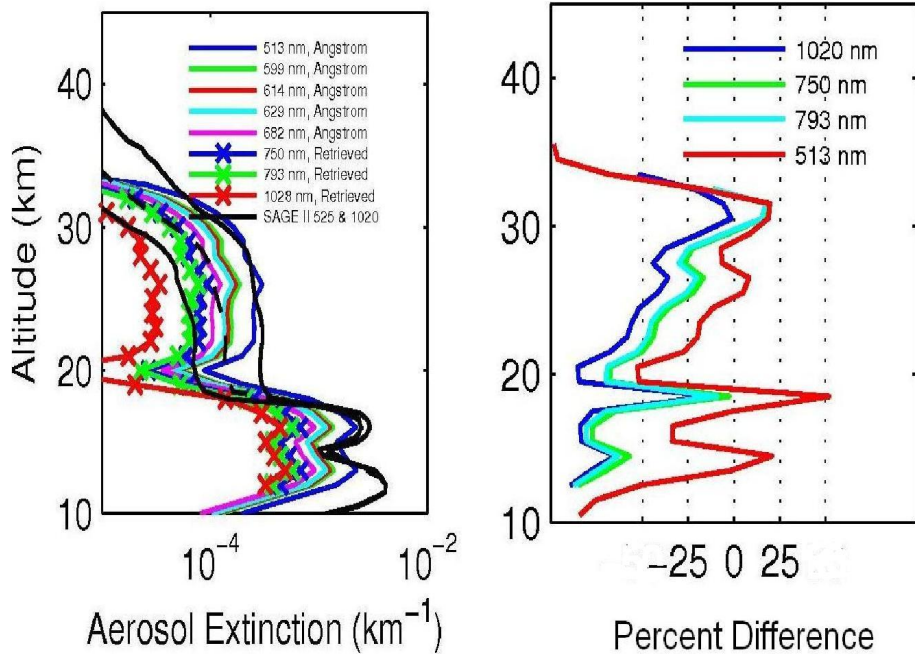 40
30
20
10
Altitude (km)
513 nm, Angstrom
599 nm, Angstrom
614 nm, Angstrom
629 nm, Angstrom
682 nm, Angstrom
750 nm, Retrieved
793 nm, Retrieved
1028 nm, Retrieved
SAGE II 525 & 1020
10⁻⁴
10⁻²
Aerosol Extinction (km⁻¹)
40
30
20
10
1020 nm
750 nm
793 nm
513 nm
−25 0 25
Percent Difference